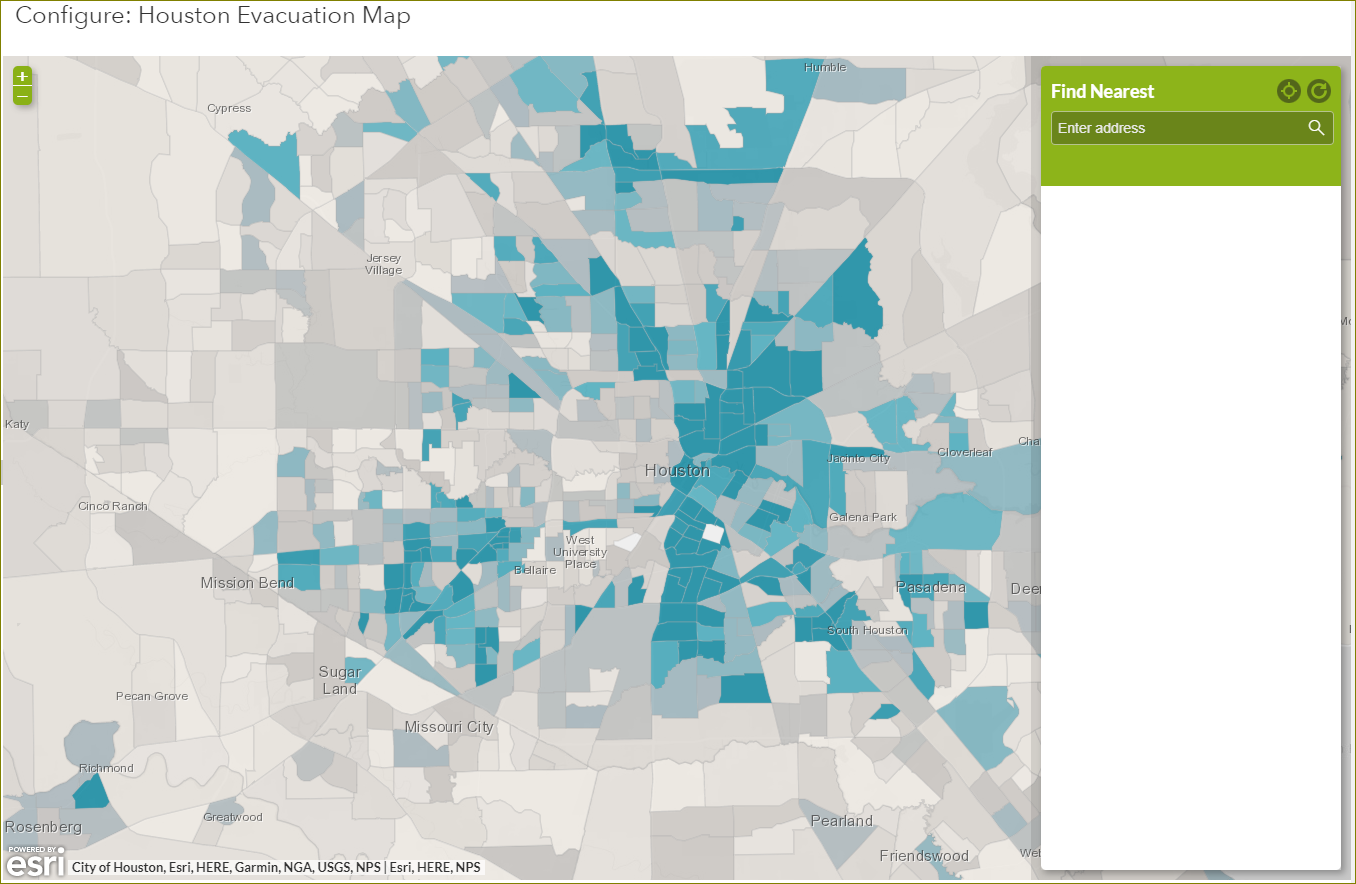 Configure: Houston Evacuation Map
+
−
Find Nearest
Enter address
Humble
Cypress
Jersey
Village
Katy
Houston
Jacinto City
Cloverleaf
Cinco Ranch
Galena Park
West
University
Place
Bellaire
Mission Bend
Pasadena
South Houston
Sugar
Land
Pecan Grove
Missouri City
Richmond
Greatwood
Rosenberg
Pearland
Friendswood
POWERED BY
esri
City of Houston, Esri, HERE, Garmin, NGA, USGS, NPS | Esri, HERE, NPS